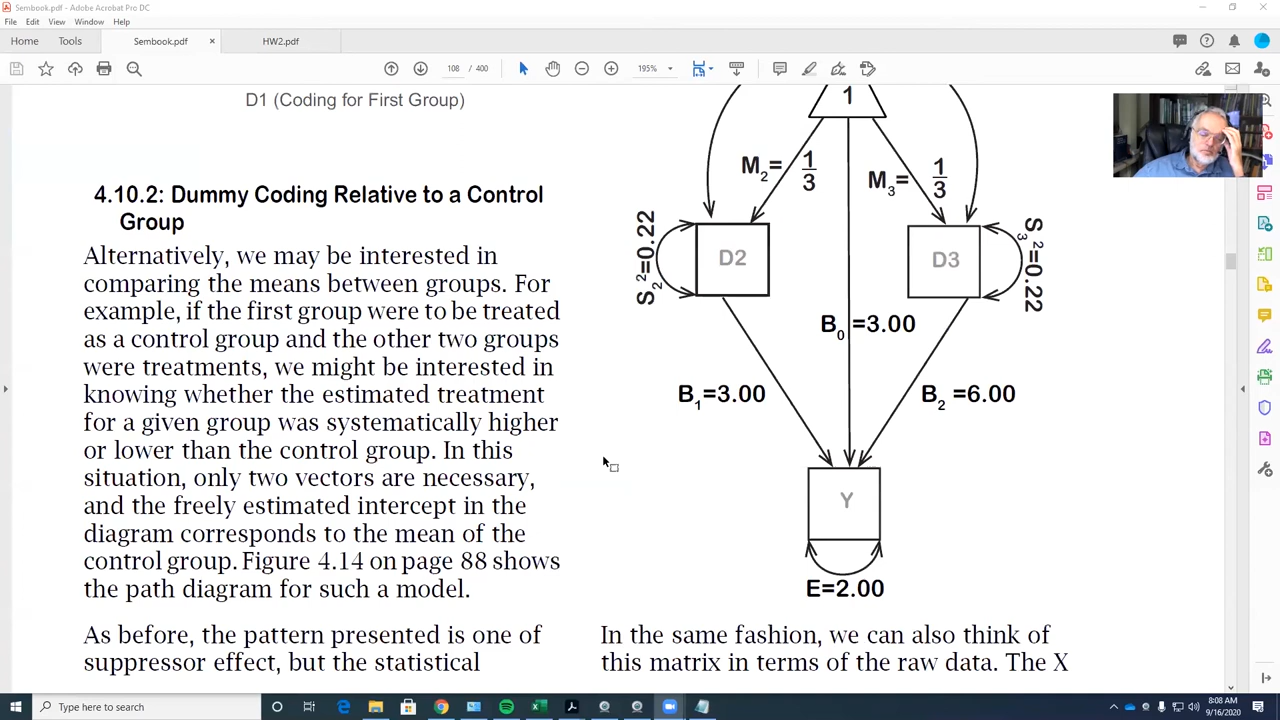 Sembook.pdf - Adobe Acrobat Pro DC
File Edit View Window Help
Home Tools Sembook.pdf × HW2.pdf
108 / 400 195%
D1 (Coding for First Group)
4.10.2: Dummy Coding Relative to a Control
Group
Alternatively, we may be interested in
comparing the means between groups. For
example, if the first group were to be treated
as a control group and the other two groups
were treatments, we might be interested in
knowing whether the estimated treatment
for a given group was systematically higher
or lower than the control group. In this
situation, only two vectors are necessary,
and the freely estimated intercept in the
diagram corresponds to the mean of the
control group. Figure 4.14 on page 88 shows
the path diagram for such a model.
As before, the pattern presented is one of
suppressor effect, but the statistical
1
M2= 1/3
M3= 1/3
S2²=0.22
D2
D3
S3²=0.22
B0=3.00
B1=3.00
B2=6.00
Y
E=2.00
In the same fashion, we can also think of
this matrix in terms of the raw data. The X
Type here to search
8:08 AM
9/16/2020